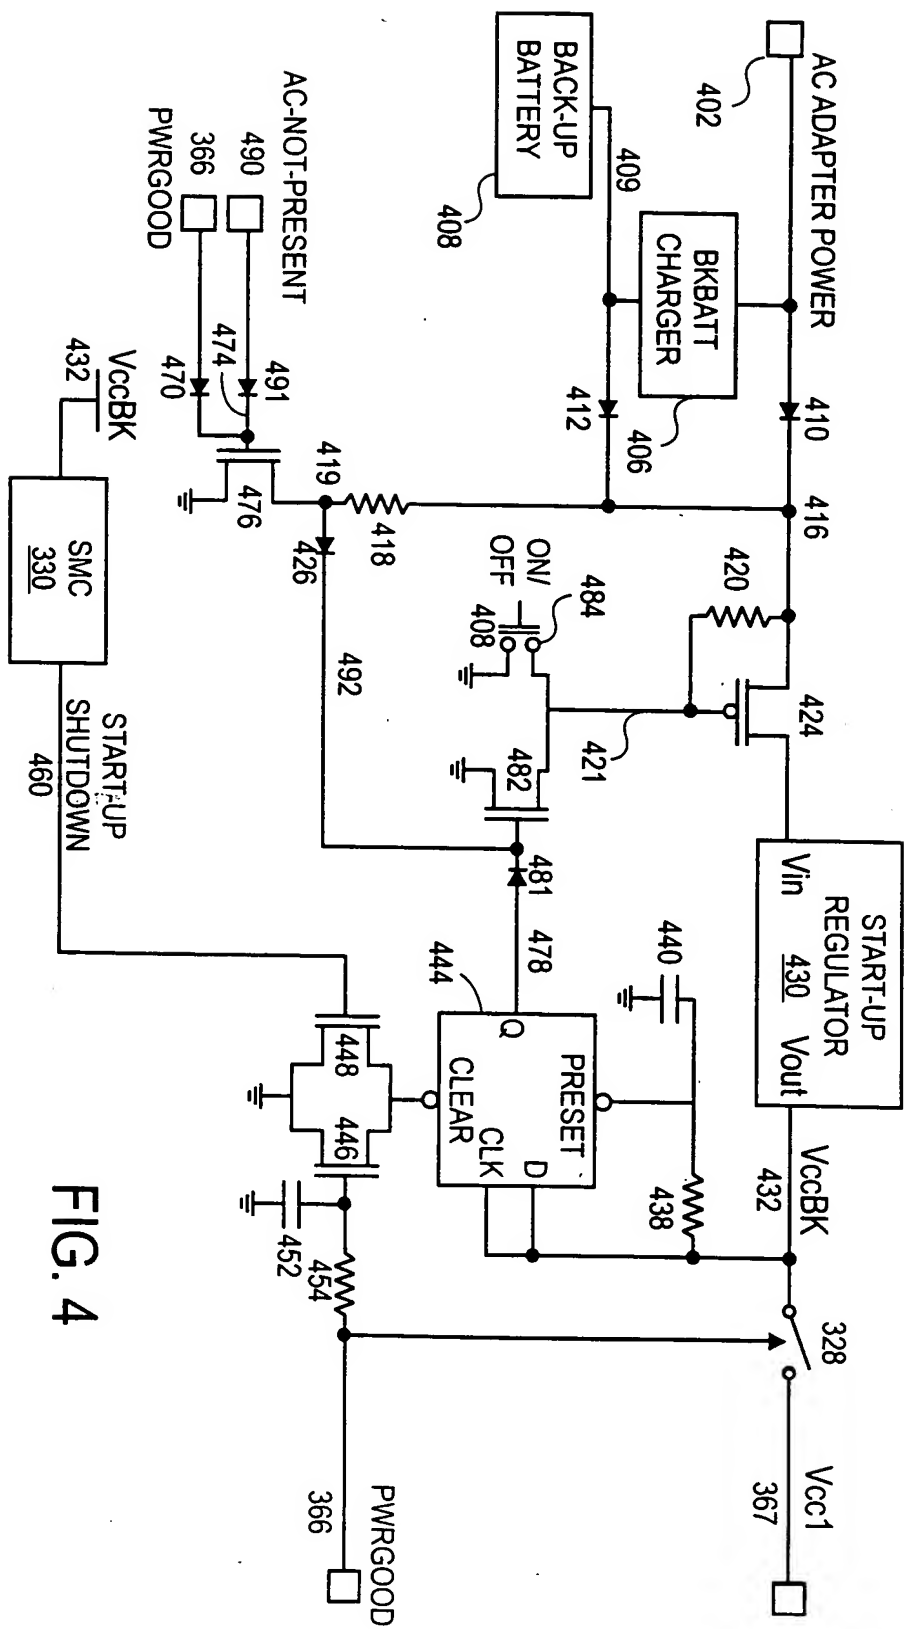 AC ADAPTER POWER
402
410
416
420
424
START-UP
REGULATOR
430
Vin
Vout
VccBK
432
328
Vcc1
367
BKBATT
CHARGER
406
BACK-UP
BATTERY
408
409
412
418
419
421
ON/
OFF
484
408
482
481
478
440
438
PRESET
Q
D
CLK
CLEAR
444
AC-NOT-PRESENT
490
491
474
366
PWRGOOD
470
476
426
492
448
446
452
454
PWRGOOD
366
VccBK
432
SMC
330
START-UP
SHUTDOWN
460
FIG. 4